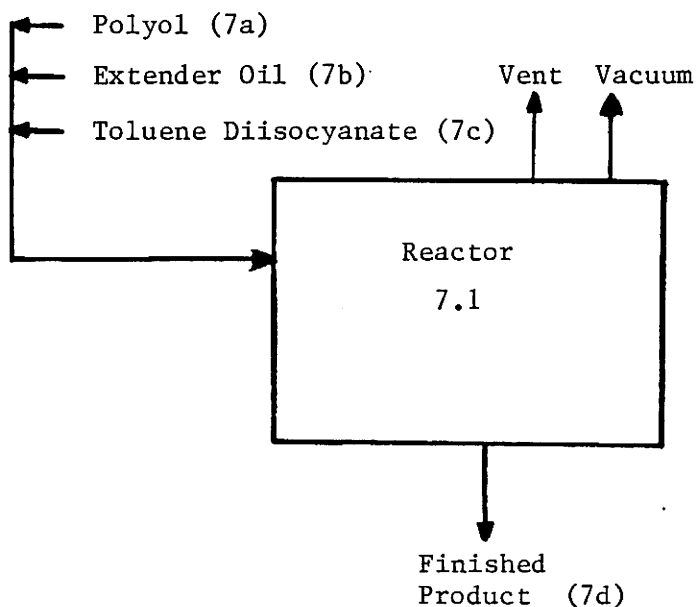 Polyol (7a)
Extender Oil (7b)
Toluene Diisocyanate (7c)
Vent Vacuum
Reactor
7.1
Finished
Product (7d)